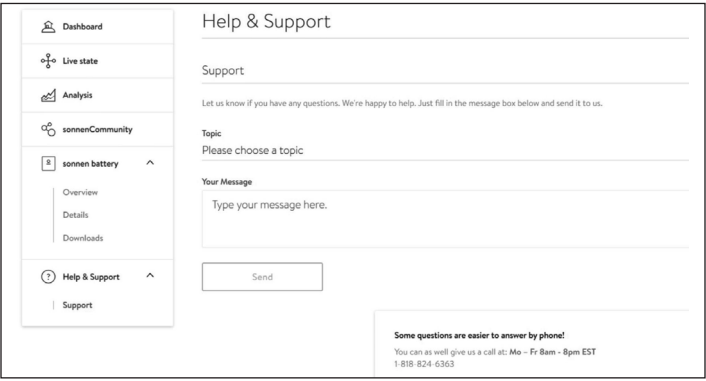 Dashboard
Live state
Analysis
sonnenCommunity
sonnen battery
Overview
Details
Downloads
Help & Support
Support
Help & Support
Support
Let us know if you have any questions. We're happy to help. Just fill in the message box below and send it to us.
Topic
Please choose a topic
Your Message
Type your message here.
Send
Some questions are easier to answer by phone!
You can as well give us a call at: Mo – Fr 8am - 8pm EST
1-818-824-6363